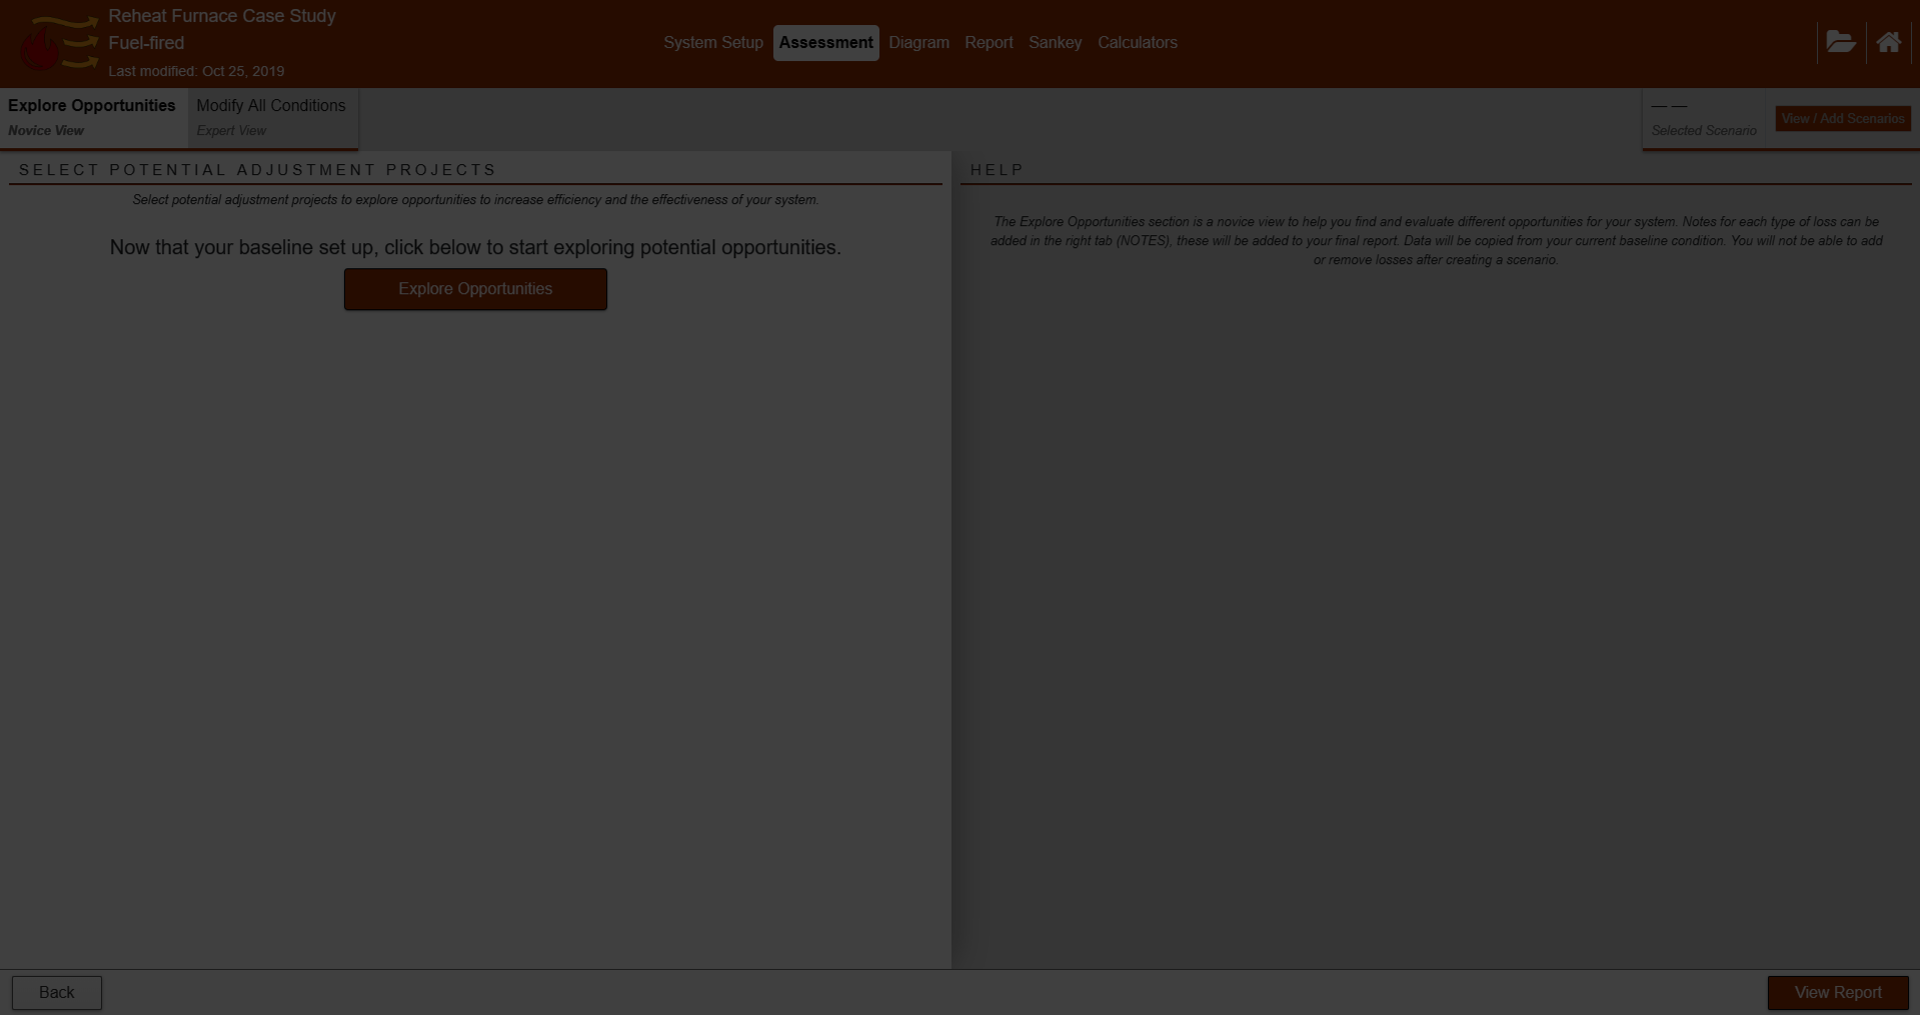 Reheat Furnace Case Study
Fuel-fired
Last modified: Oct 25, 2019
System Setup Assessment Diagram Report Sankey Calculators
Explore Opportunities
Novice View
Modify All Conditions
Expert View
— —
Selected Scenario
View / Add Scenarios
SELECT POTENTIAL ADJUSTMENT PROJECTS
Select potential adjustment projects to explore opportunities to increase efficiency and the effectiveness of your system.
Now that your baseline set up, click below to start exploring potential opportunities.
Explore Opportunities
HELP
The Explore Opportunities section is a novice view to help you find and evaluate different opportunities for your system. Notes for each type of loss can be
added in the right tab (NOTES), these will be added to your final report. Data will be copied from your current baseline condition. You will not be able to add
or remove losses after creating a scenario.
Back
View Report